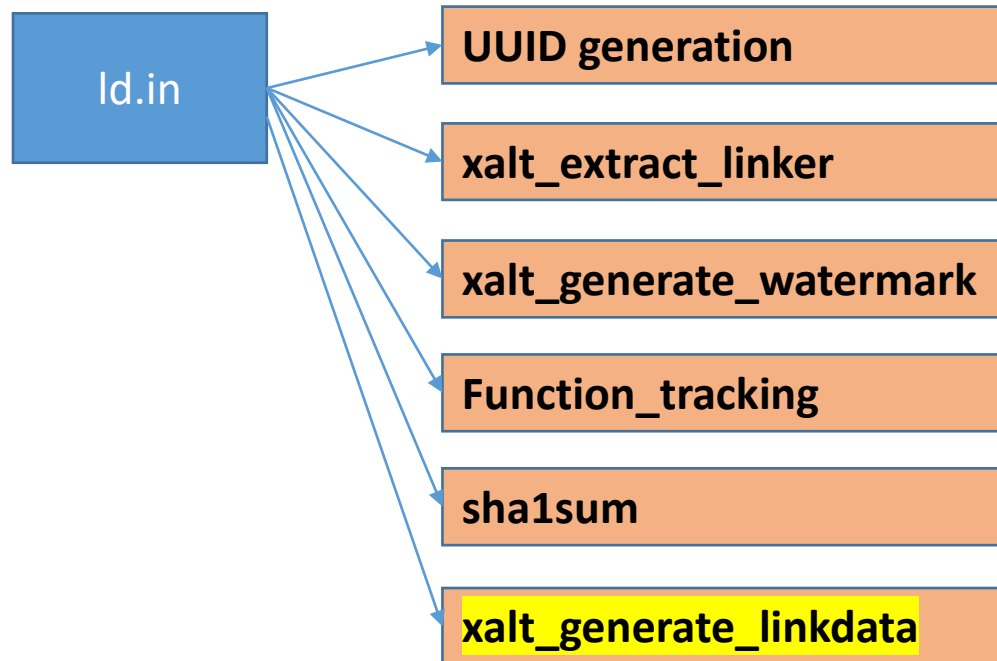 ld.in
UUID generation
xalt_extract_linker
xalt_generate_watermark
Function_tracking
sha1sum
xalt_generate_linkdata